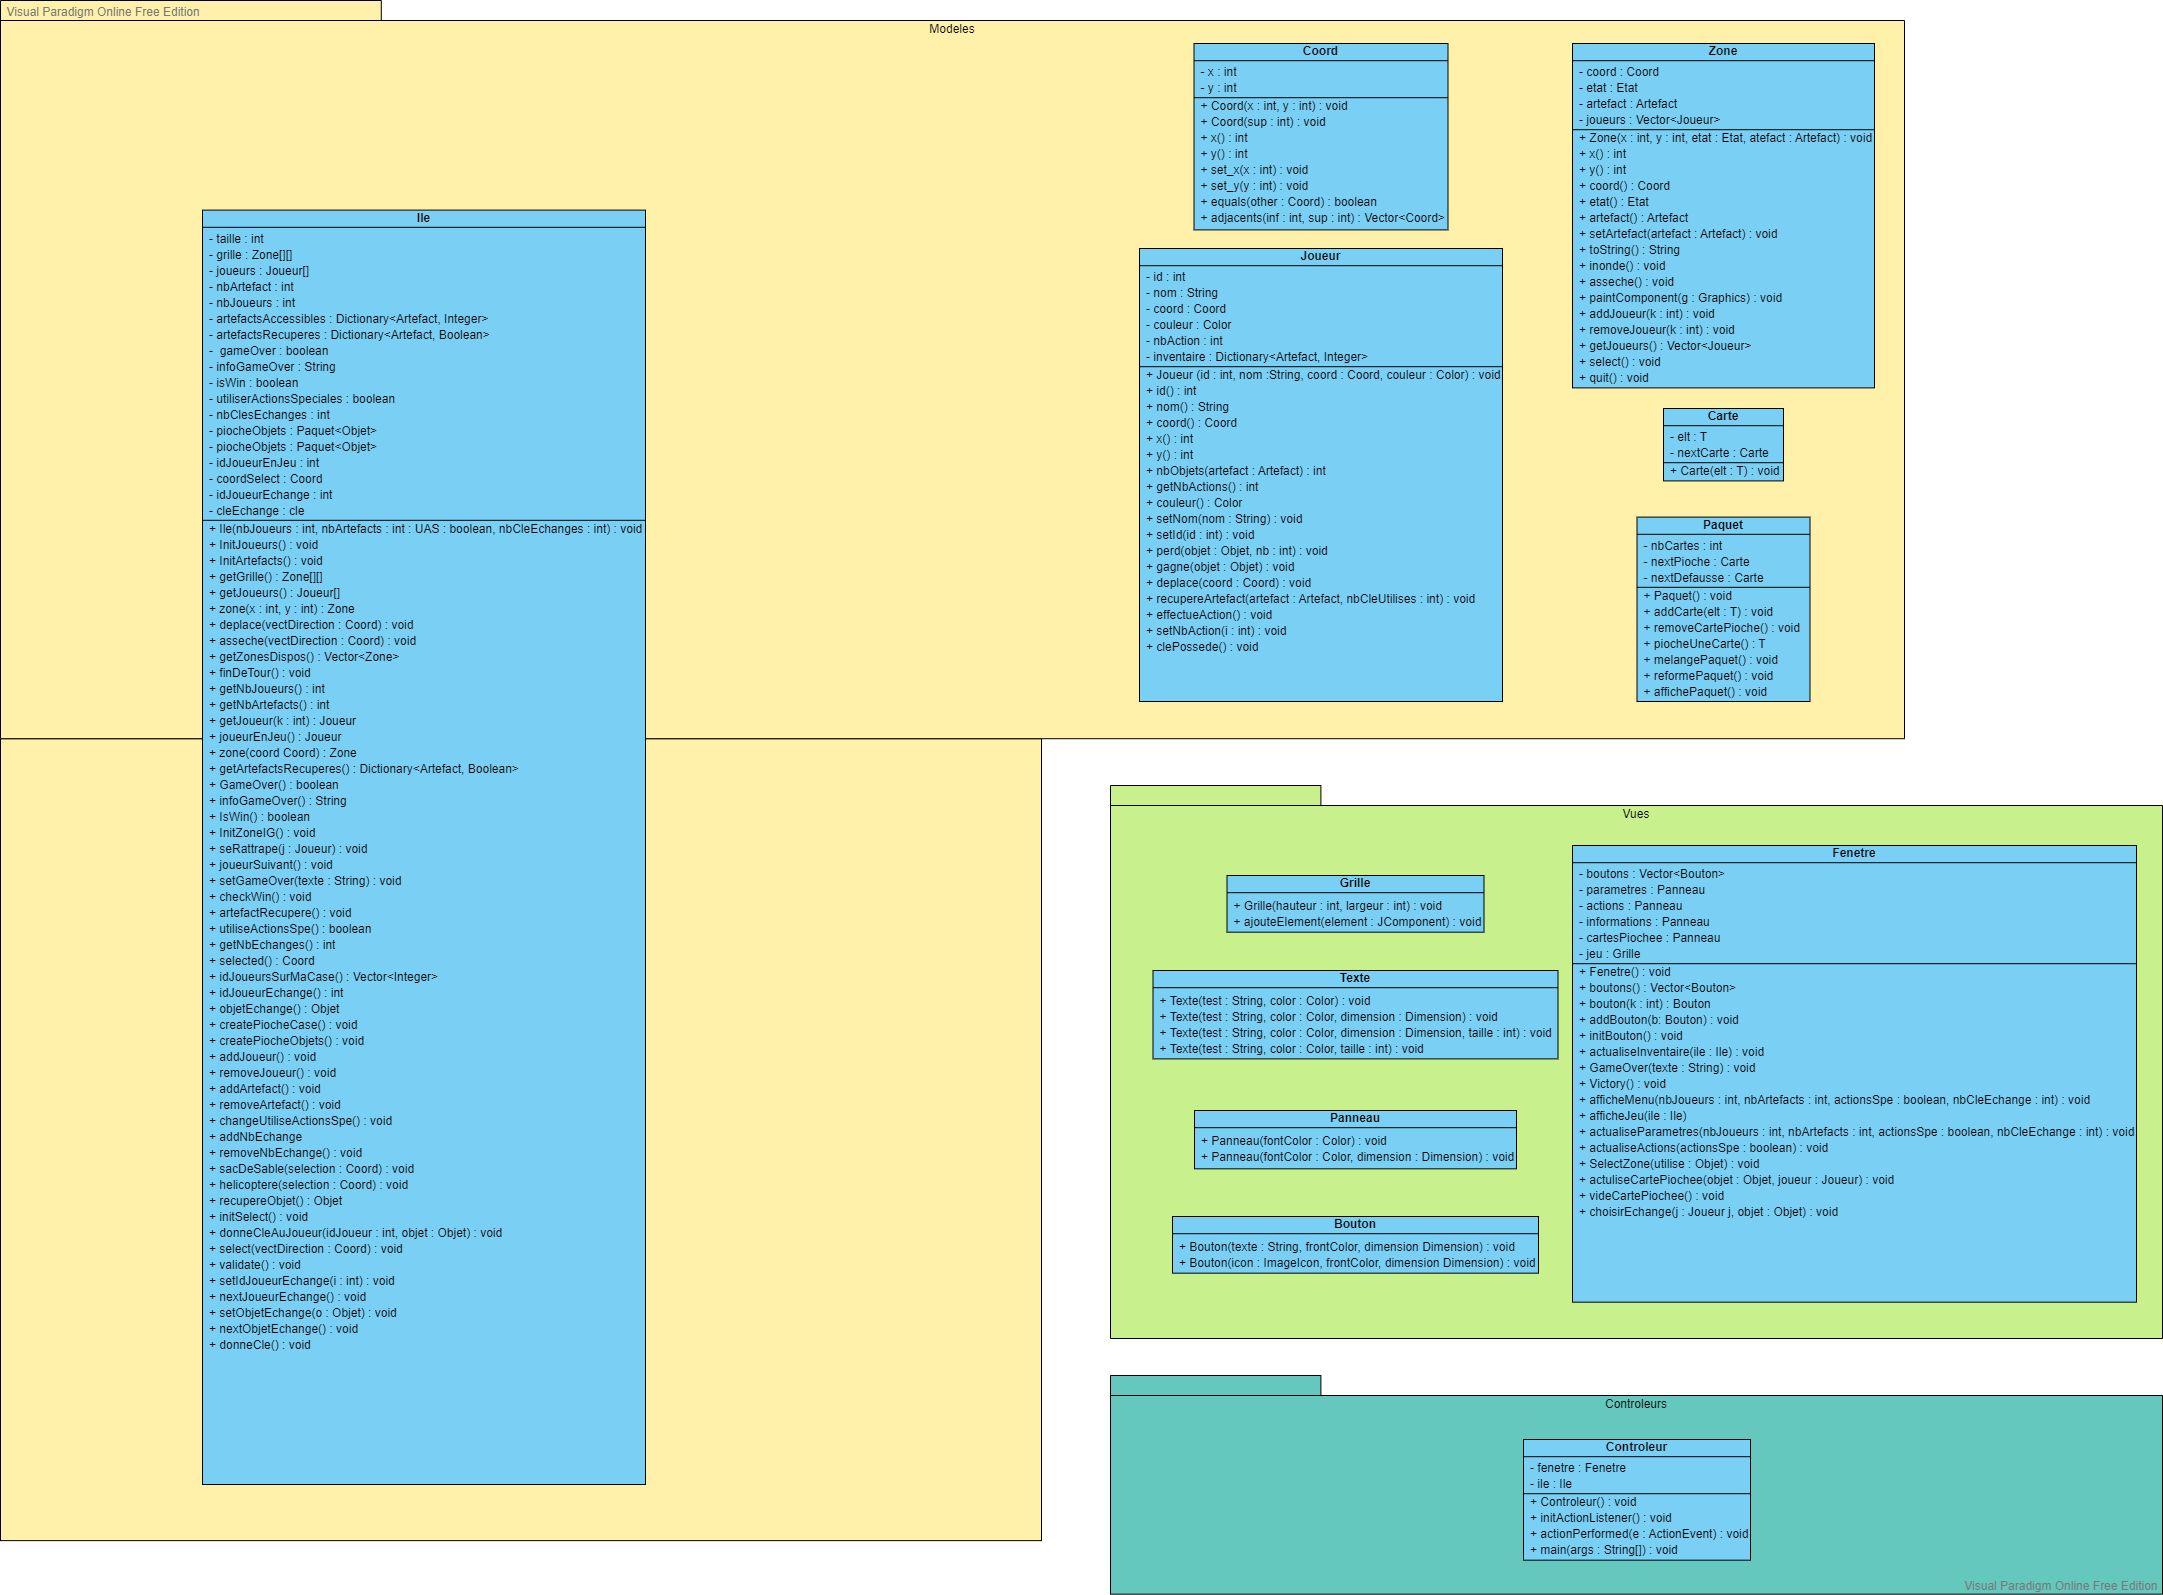 Visual Paradigm Online Free Edition
Modeles
Ile
- taille : int
- grille : Zone[][]
- joueurs : Joueur[]
- nbArtefact : int
- nbJoueurs : int
- artefactsAccessibles : Dictionary<Artefact, Integer>
- artefactsRecuperes : Dictionary<Artefact, Boolean>
-  gameOver : boolean
- infoGameOver : String
- isWin : boolean
- utiliserActionsSpeciales : boolean
- nbClesEchanges : int
- piocheObjets : Paquet<Objet>
- piocheObjets : Paquet<Objet>
- idJoueurEnJeu : int
- coordSelect : Coord
- idJoueurEchange : int
- cleEchange : cle
+ Ile(nbJoueurs : int, nbArtefacts : int : UAS : boolean, nbCleEchanges : int) : void
+ InitJoueurs() : void
+ InitArtefacts() : void
+ getGrille() : Zone[][]
+ getJoueurs() : Joueur[]
+ zone(x : int, y : int) : Zone
+ deplace(vectDirection : Coord) : void
+ asseche(vectDirection : Coord) : void
+ getZonesDispos() : Vector<Zone>
+ finDeTour() : void
+ getNbJoueurs() : int
+ getNbArtefacts() : int
+ getJoueur(k : int) : Joueur
+ joueurEnJeu() : Joueur
+ zone(coord Coord) : Zone
+ getArtefactsRecuperes() : Dictionary<Artefact, Boolean>
+ GameOver() : boolean
+ infoGameOver() : String
+ IsWin() : boolean
+ InitZoneIG() : void
+ seRattrape(j : Joueur) : void
+ joueurSuivant() : void
+ setGameOver(texte : String) : void
+ checkWin() : void
+ artefactRecupere() : void
+ utiliseActionsSpe() : boolean
+ getNbEchanges() : int
+ selected() : Coord
+ idJoueursSurMaCase() : Vector<Integer>
+ idJoueurEchange() : int
+ objetEchange() : Objet
+ createPiocheCase() : void
+ createPiocheObjets() : void
+ addJoueur() : void
+ removeJoueur() : void
+ addArtefact() : void
+ removeArtefact() : void
+ changeUtiliseActionsSpe() : void
+ addNbEchange
+ removeNbEchange() : void
+ sacDeSable(selection : Coord) : void
+ helicoptere(selection : Coord) : void
+ recupereObjet() : Objet
+ initSelect() : void
+ donneCleAuJoueur(idJoueur : int, objet : Objet) : void
+ select(vectDirection : Coord) : void
+ validate() : void
+ setIdJoueurEchange(i : int) : void
+ nextJoueurEchange() : void
+ setObjetEchange(o : Objet) : void
+ nextObjetEchange() : void
+ donneCle() : void
Coord
- x : int
- y : int
+ Coord(x : int, y : int) : void
+ Coord(sup : int) : void
+ x() : int
+ y() : int
+ set_x(x : int) : void
+ set_y(y : int) : void
+ equals(other : Coord) : boolean
+ adjacents(inf : int, sup : int) : Vector<Coord>
Joueur
- id : int
- nom : String
- coord : Coord
- couleur : Color
- nbAction : int
- inventaire : Dictionary<Artefact, Integer>
+ Joueur (id : int, nom :String, coord : Coord, couleur : Color) : void
+ id() : int
+ nom() : String
+ coord() : Coord
+ x() : int
+ y() : int
+ nbObjets(artefact : Artefact) : int
+ getNbActions() : int
+ couleur() : Color
+ setNom(nom : String) : void
+ setId(id : int) : void
+ perd(objet : Objet, nb : int) : void
+ gagne(objet : Objet) : void
+ deplace(coord : Coord) : void
+ recupereArtefact(artefact : Artefact, nbCleUtilises : int) : void
+ effectueAction() : void
+ setNbAction(i : int) : void
+ clePossede() : void
Zone
- coord : Coord
- etat : Etat
- artefact : Artefact
- joueurs : Vector<Joueur>
+ Zone(x : int, y : int, etat : Etat, atefact : Artefact) : void
+ x() : int
+ y() : int
+ coord() : Coord
+ etat() : Etat
+ artefact() : Artefact
+ setArtefact(artefact : Artefact) : void
+ toString() : String
+ inonde() : void
+ asseche() : void
+ paintComponent(g : Graphics) : void
+ addJoueur(k : int) : void
+ removeJoueur(k : int) : void
+ getJoueurs() : Vector<Joueur>
+ select() : void
+ quit() : void
Carte
- elt : T
- nextCarte : Carte
+ Carte(elt : T) : void
Paquet
- nbCartes : int
- nextPioche : Carte
- nextDefausse : Carte
+ Paquet() : void
+ addCarte(elt : T) : void
+ removeCartePioche() : void
+ piocheUneCarte() : T
+ melangePaquet() : void
+ reformePaquet() : void
+ affichePaquet() : void
Vues
Grille
+ Grille(hauteur : int, largeur : int) : void
+ ajouteElement(element : JComponent) : void
Texte
+ Texte(test : String, color : Color) : void
+ Texte(test : String, color : Color, dimension : Dimension) : void
+ Texte(test : String, color : Color, dimension : Dimension, taille : int) : void
+ Texte(test : String, color : Color, taille : int) : void
Panneau
+ Panneau(fontColor : Color) : void
+ Panneau(fontColor : Color, dimension : Dimension) : void
Bouton
+ Bouton(texte : String, frontColor, dimension Dimension) : void
+ Bouton(icon : ImageIcon, frontColor, dimension Dimension) : void
Fenetre
- boutons : Vector<Bouton>
- parametres : Panneau
- actions : Panneau
- informations : Panneau
- cartesPiochee : Panneau
- jeu : Grille
+ Fenetre() : void
+ boutons() : Vector<Bouton>
+ bouton(k : int) : Bouton
+ addBouton(b: Bouton) : void
+ initBouton() : void
+ actualiseInventaire(ile : Ile) : void
+ GameOver(texte : String) : void
+ Victory() : void
+ afficheMenu(nbJoueurs : int, nbArtefacts : int, actionsSpe : boolean, nbCleEchange : int) : void
+ afficheJeu(ile : Ile)
+ actualiseParametres(nbJoueurs : int, nbArtefacts : int, actionsSpe : boolean, nbCleEchange : int) : void
+ actualiseActions(actionsSpe : boolean) : void
+ SelectZone(utilise : Objet) : void
+ actuliseCartePiochee(objet : Objet, joueur : Joueur) : void
+ videCartePiochee() : void
+ choisirEchange(j : Joueur j, objet : Objet) : void
Controleurs
Controleur
- fenetre : Fenetre
- ile : Ile
+ Controleur() : void
+ initActionListener() : void
+ actionPerformed(e : ActionEvent) : void
+ main(args : String[]) : void
Visual Paradigm Online Free Edition